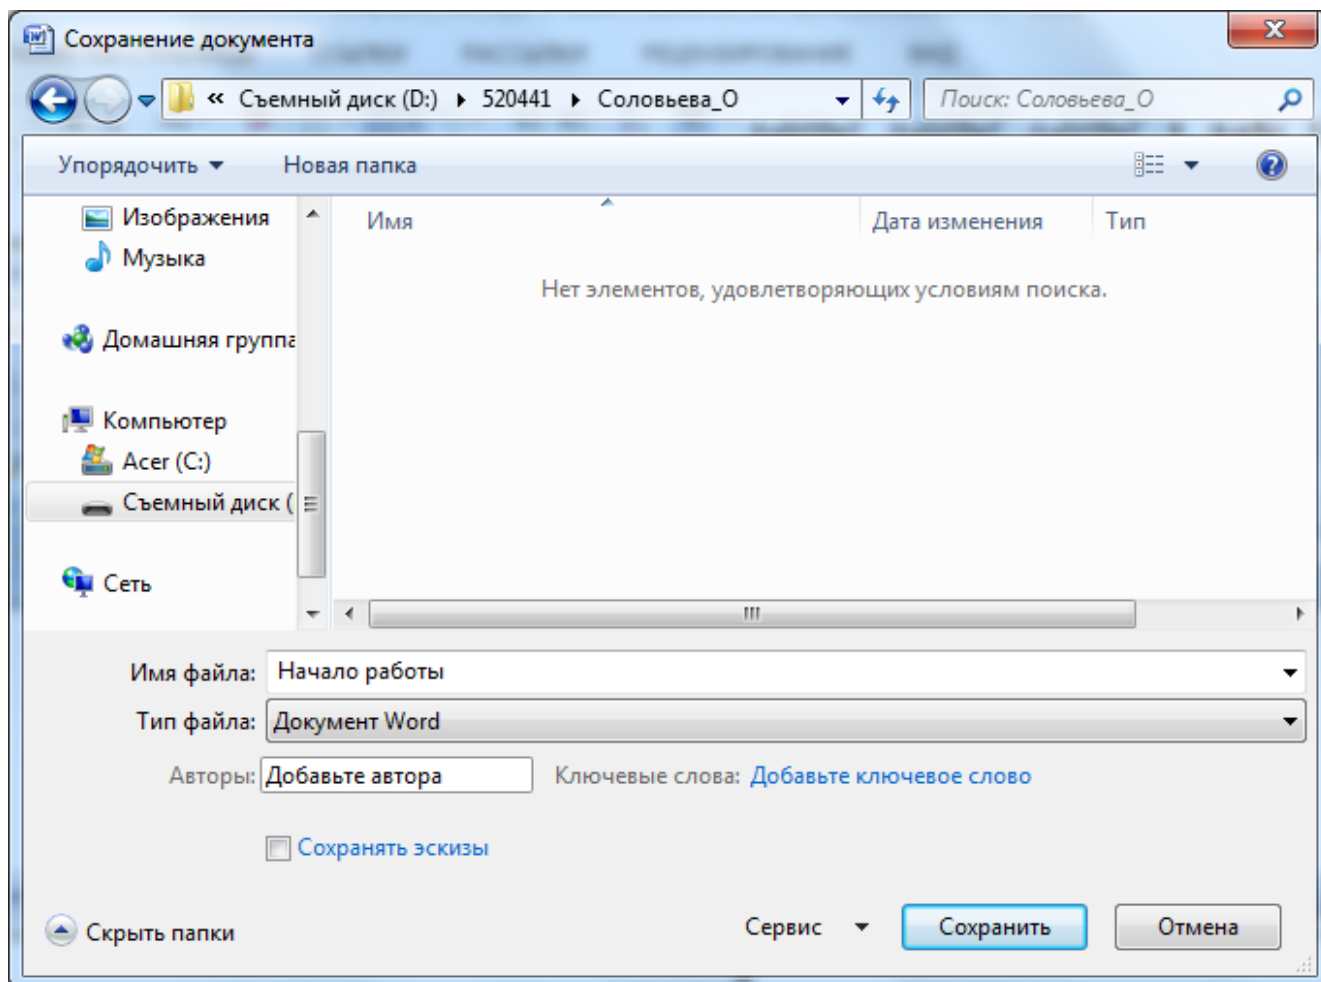 Сохранение документа
« Съемный диск (D:) 520441 Соловьева_О Поиск: Соловьева_О
Упорядочить Новая папка
Изображения
Музыка
Домашняя группа
Компьютер
Acer (C:)
Съемный диск (
Сеть
Имя Дата изменения Тип
Нет элементов, удовлетворяющих условиям поиска.
Имя файла: Начало работы
Тип файла: Документ Word
Авторы: Добавьте автора Ключевые слова: Добавьте ключевое слово
Сохранять эскизы
Скрыть папки Сервис Сохранить Отмена